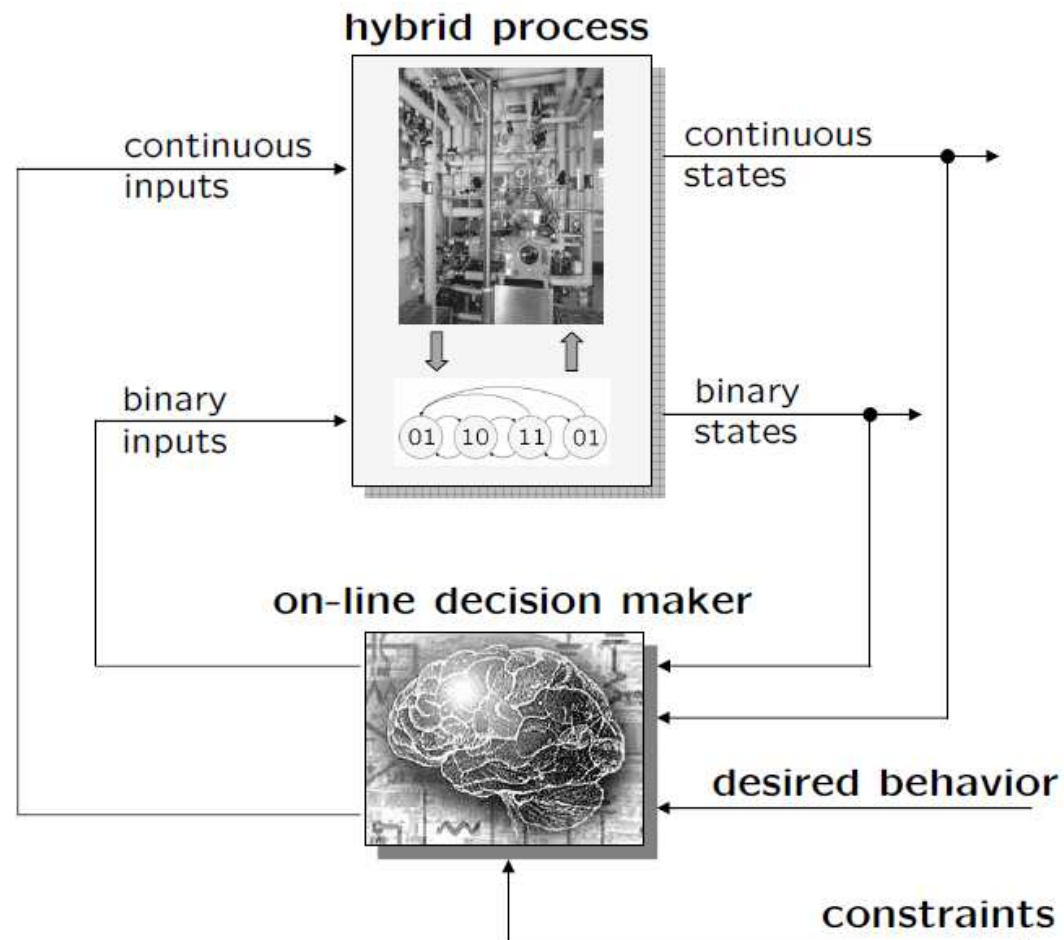 hybrid process
continuous
inputs
continuous
states
binary
inputs
01 10 11 01
binary
states
on-line decision maker
desired behavior
constraints